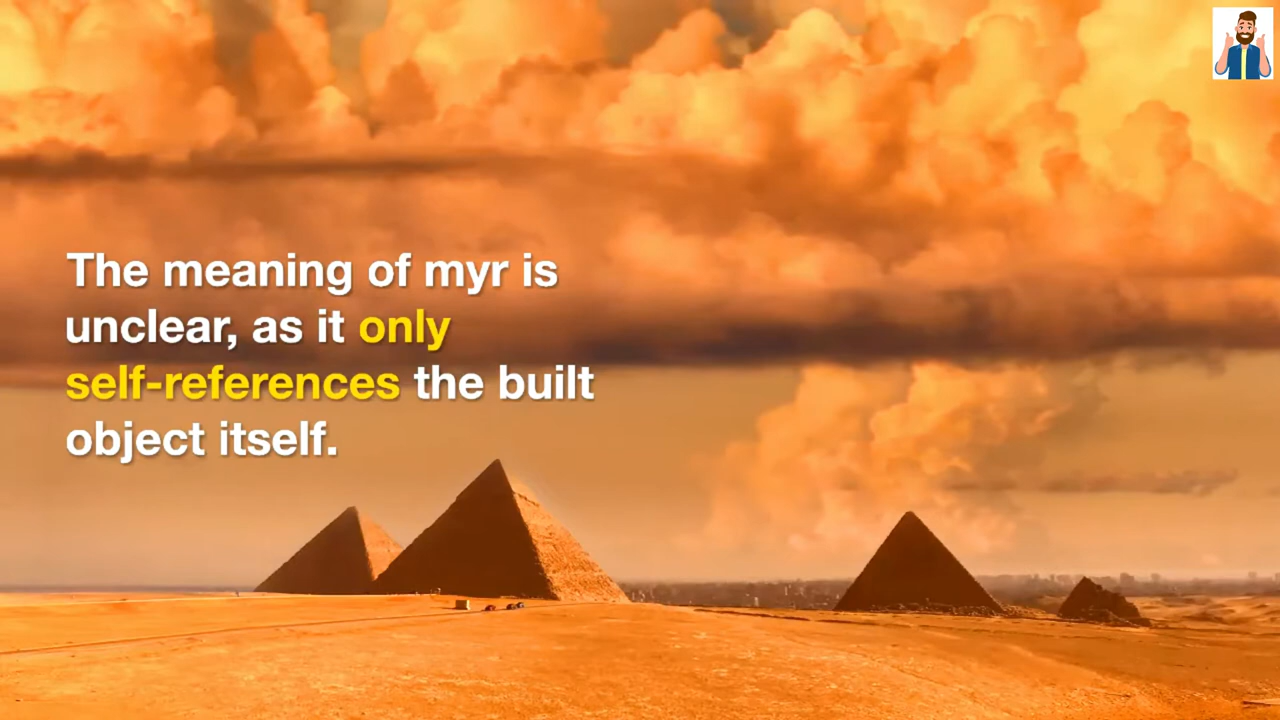 The meaning of myr is
unclear, as it only
self-references the built
object itself.